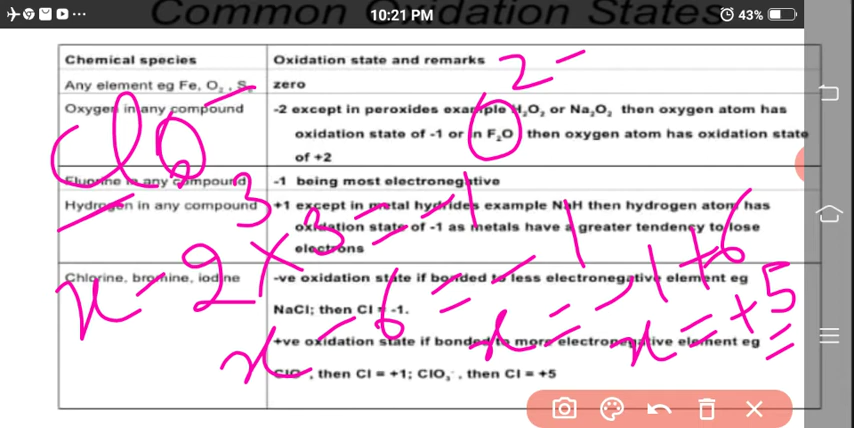 Common Oxidation States
10:21 PM
43%
Chemical species Oxidation state and remarks
Any element eg Fe, O₂, S₈ zero
Oxygen in any compound -2 except in peroxides example H₂O₂ or Na₂O₂ then oxygen atom has
oxidation state of -1 or in F₂O then oxygen atom has oxidation state
of +2
Fluorine in any compound -1 being most electronegative
Hydrogen in any compound +1 except in metal hydrides example NaH then hydrogen atom has
oxidation state of -1 as metals have a greater tendency to lose
electrons
Chlorine, bromine, iodine -ve oxidation state if bonded to less electronegative element eg
NaCl; then Cl = -1.
+ve oxidation state if bonded to more electronegative element eg
ClO⁻, then Cl = +1; ClO₃⁻, then Cl = +5
2-
ClO₃⁻
x - 2 × 3 = -1
x - 6 = -1
x = -1 + 6
x = +5